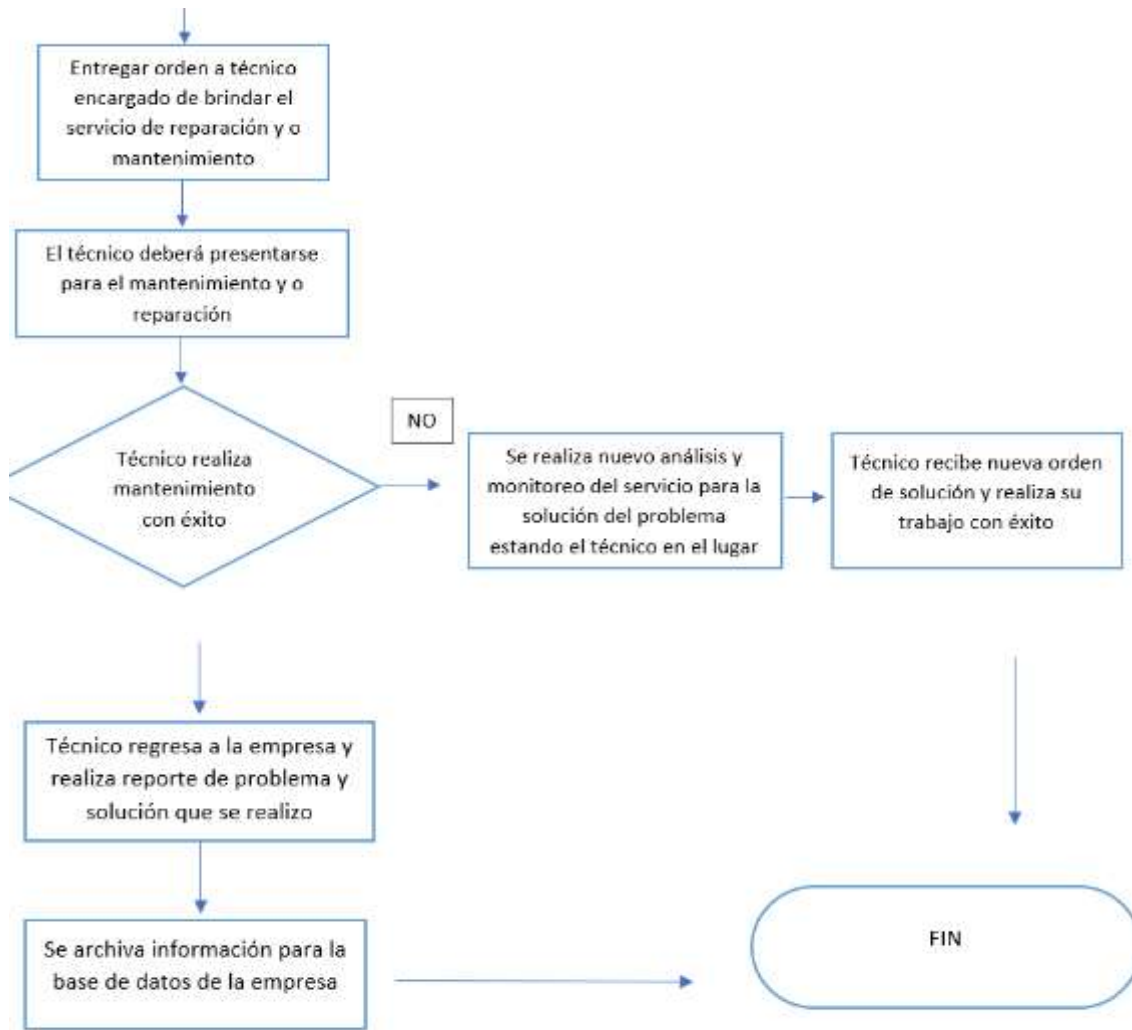 Entregar orden a técnico
encargado de brindar el
servicio de reparación y o
mantenimiento
El técnico deberá presentarse
para el mantenimiento y o
reparación
Técnico realiza
mantenimiento
con éxito
NO
Se realiza nuevo análisis y
monitoreo del servicio para la
solución del problema
estando el técnico en el lugar
Técnico recibe nueva orden
de solución y realiza su
trabajo con éxito
Técnico regresa a la empresa y
realiza reporte de problema y
solución que se realizo
Se archiva información para la
base de datos de la empresa
FIN